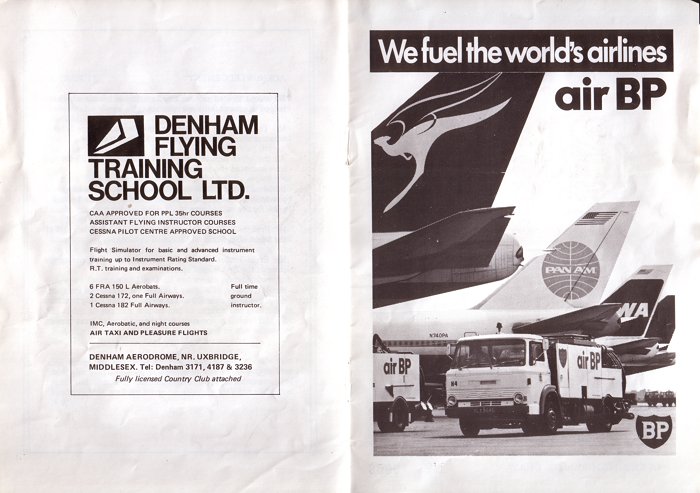 DENHAM
FLYING
TRAINING
SCHOOL LTD.
CAA APPROVED FOR PPL 35hr COURSES
ASSISTANT FLYING INSTRUCTOR COURSES
CESSNA PILOT CENTRE APPROVED SCHOOL
Flight Simulator for basic and advanced instrument
training up to Instrument Rating Standard.
R.T. training and examinations.
6 FRA 150 L Aerobats. Full time
2 Cessna 172, one Full Airways. ground
1 Cessna 182 Full Airways. instructor.
IMC, Aerobatic, and night courses
AIR TAXI AND PLEASURE FLIGHTS
DENHAM AERODROME, NR. UXBRIDGE,
MIDDLESEX. Tel: Denham 3171, 4187 & 3236
Fully licensed Country Club attached
We fuel the world's airlines
air BP
PAN AM
WA
N740PA
air BP
BP
air BP
N4
BP